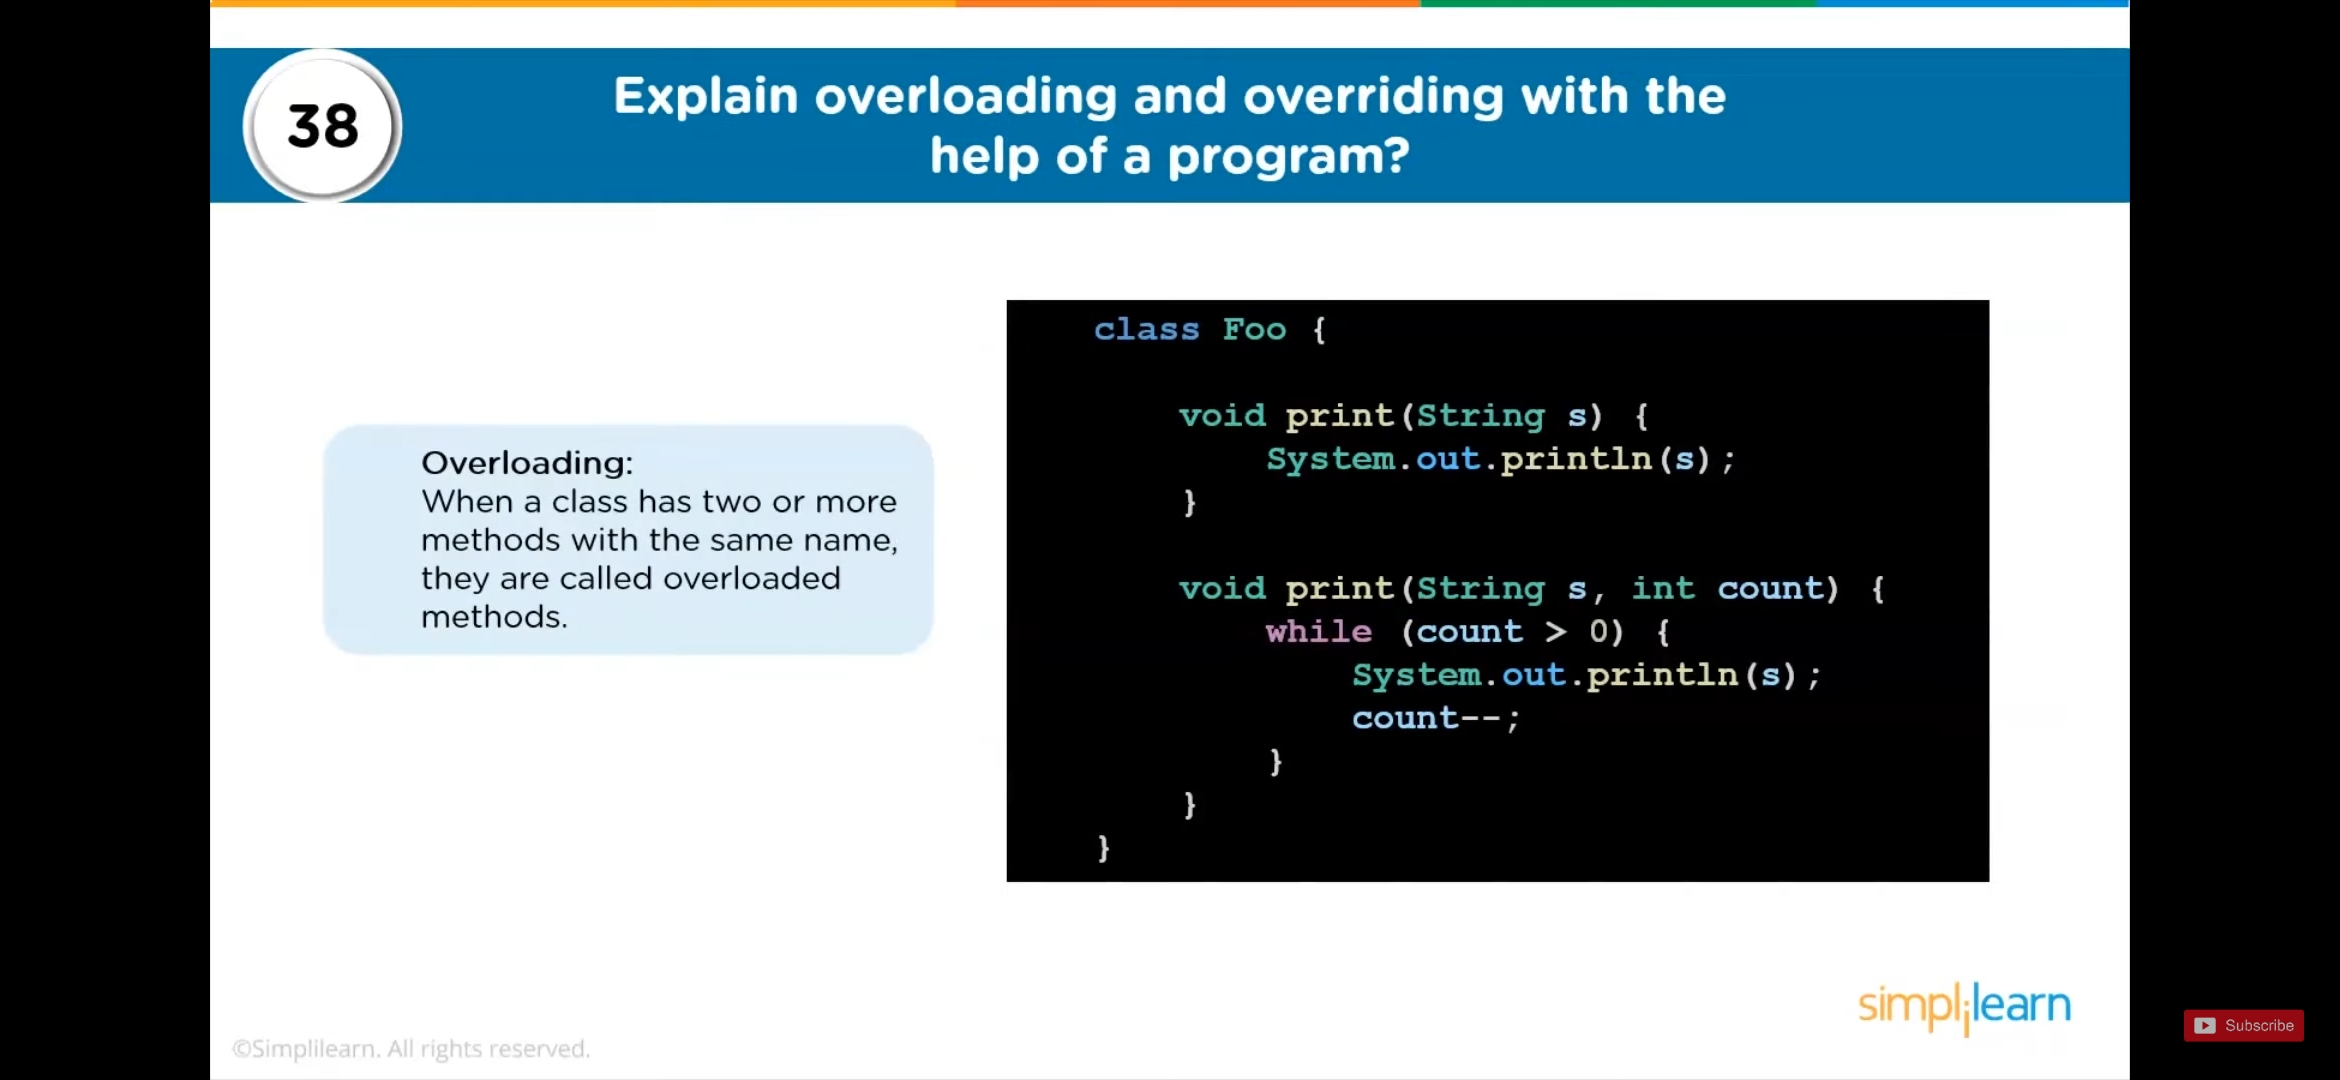 38
Explain overloading and overriding with the
help of a program?
Overloading:
When a class has two or more
methods with the same name,
they are called overloaded
methods.
class Foo {
void print(String s) {
System.out.println(s);
}
void print(String s, int count) {
while (count > 0) {
System.out.println(s);
count--;
}
}
}
simplilearn
©Simplilearn. All rights reserved.
Subscribe